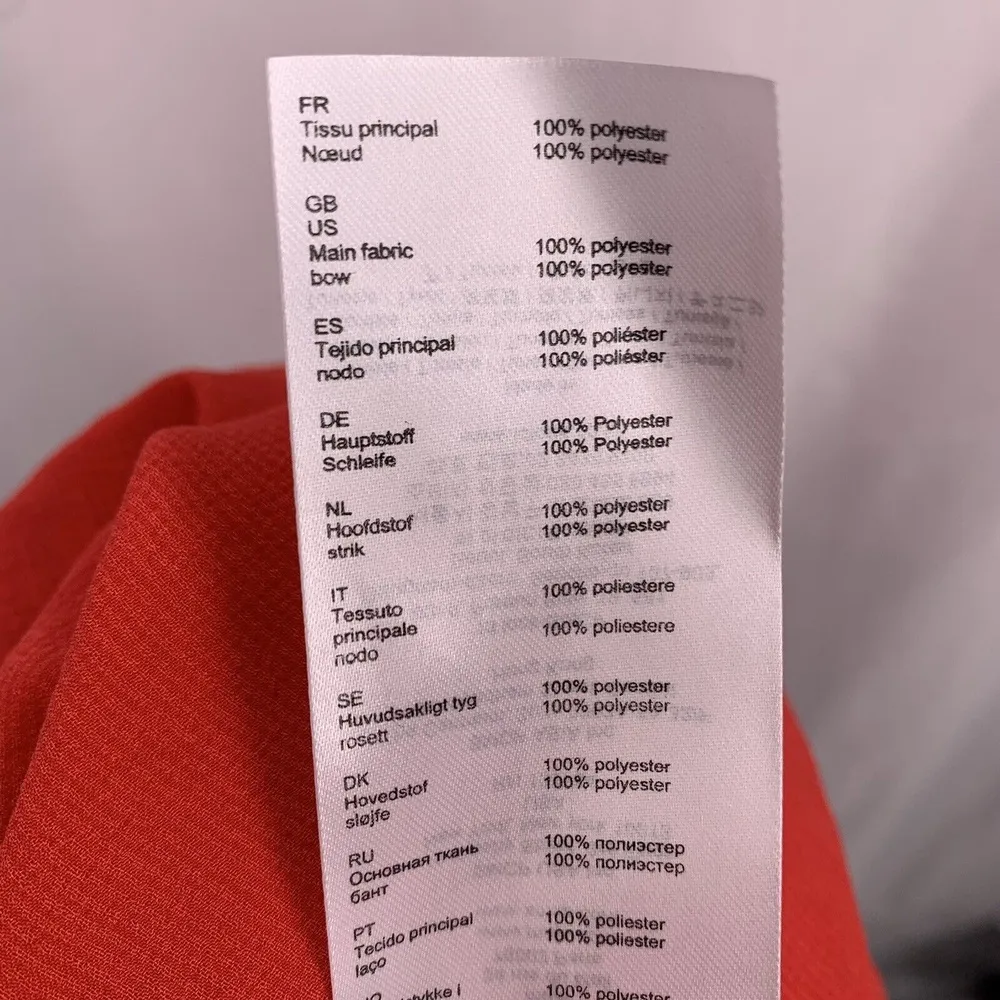 FR
Tissu principal 100% polyester
Nœud 100% polyester
GB
US
Main fabric 100% polyester
bow 100% polyester
ES
Tejido principal 100% poliéster
nodo 100% poliéster
DE
Hauptstoff 100% Polyester
Schleife 100% Polyester
NL
Hoofdstof 100% polyester
strik 100% polyester
IT
Tessuto 100% poliestere
principale
nodo 100% poliestere
SE
Huvudsakligt tyg 100% polyester
rosett 100% polyester
DK
Hovedstof 100% polyester
sløjfe 100% polyester
RU
Основная ткань 100% полиэстер
бант 100% полиэстер
PT
Tecido principal 100% poliester
laço 100% poliester
i 100% polyester